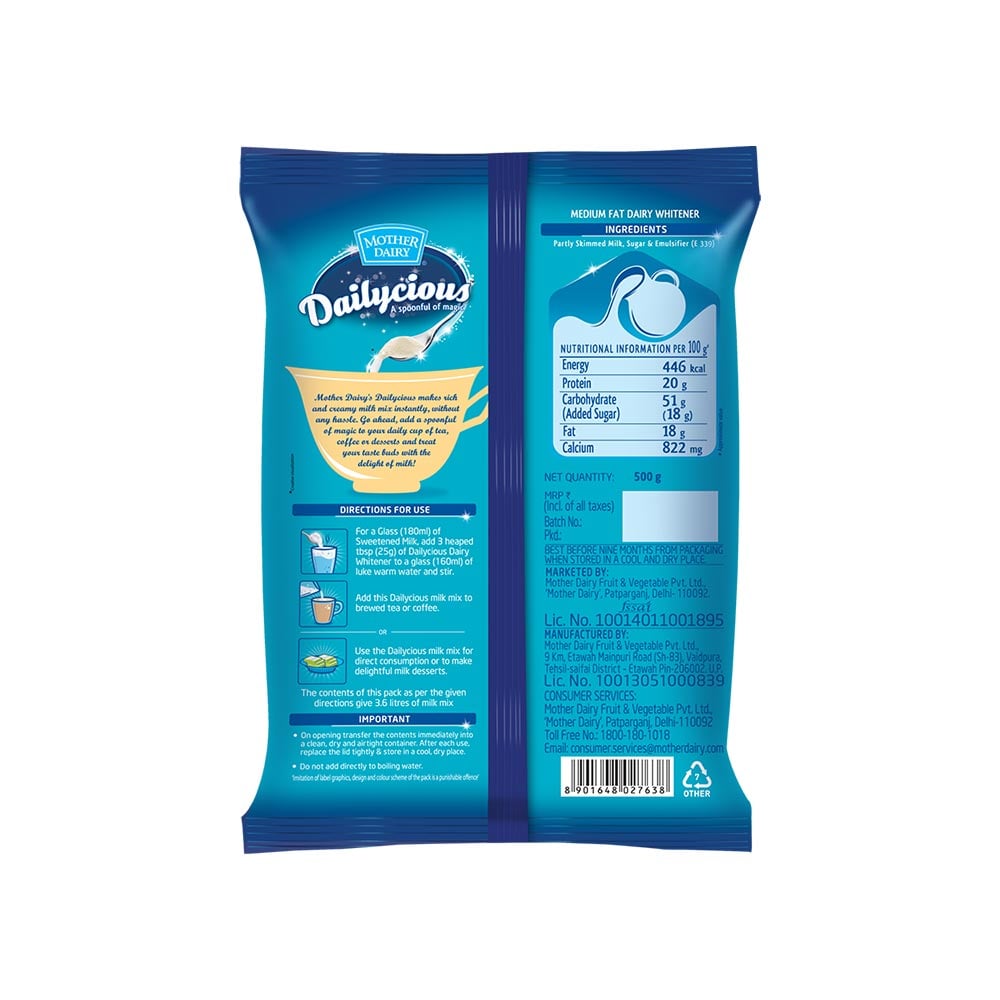 MOTHER
DAIRY
Dailycious
A spoonful of magic
Mother Dairy's Dailycious makes rich
and creamy milk mix instantly, without
any hassle. Go ahead, add a spoonful
of magic to your daily cup of tea,
coffee or desserts and treat
your taste buds with the
delight of milk!
DIRECTIONS FOR USE
For a Glass (180ml) of
Sweetened Milk, add 3 heaped
tbsp (25g) of Dailycious Dairy
Whitener to a glass (160ml) of
luke warm water and stir.
Add this Dailycious milk mix to
brewed tea or coffee.
OR
Use the Dailycious milk mix for
direct consumption or to make
delightful milk desserts.
The contents of this pack as per the given
directions give 3.6 litres of milk mix
IMPORTANT
• On opening transfer the contents immediately into
a clean, dry and airtight container. After each use,
replace the lid tightly & store in a cool, dry place.
• Do not add directly to boiling water.
'Imitation of label graphics, design and colour scheme of the pack is a punishable offence'
MEDIUM FAT DAIRY WHITENER
INGREDIENTS
Partly Skimmed Milk, Sugar & Emulsifier (E 339)
NUTRITIONAL INFORMATION PER 100 g*
Energy 446 kcal
Protein 20 g
Carbohydrate 51 g
(Added Sugar) (18 g)
Fat 18 g
Calcium 822 mg
* Approximate value
NET QUANTITY: 500 g
MRP ₹
(incl. of all taxes)
Batch No.:
Pkd.:
BEST BEFORE NINE MONTHS FROM PACKAGING
WHEN STORED IN A COOL AND DRY PLACE.
MARKETED BY:
Mother Dairy Fruit & Vegetable Pvt. Ltd.,
'Mother Dairy', Patparganj, Delhi- 110092.
fssai
Lic. No. 10014011001895
MANUFACTURED BY:
Mother Dairy Fruit & Vegetable Pvt. Ltd.,
9 Km, Etawah Mainpuri Road (Sh-83), Vaidpura,
Tehsil-saifai District - Etawah Pin-206002, U.P.
Lic. No. 10013051000839
CONSUMER SERVICES:
Mother Dairy Fruit & Vegetable Pvt. Ltd.,
'Mother Dairy', Patparganj, Delhi-110092
Toll Free No.: 1800-180-1018
Email: consumer.services@motherdairy.com
8 901648 027638
7
OTHER